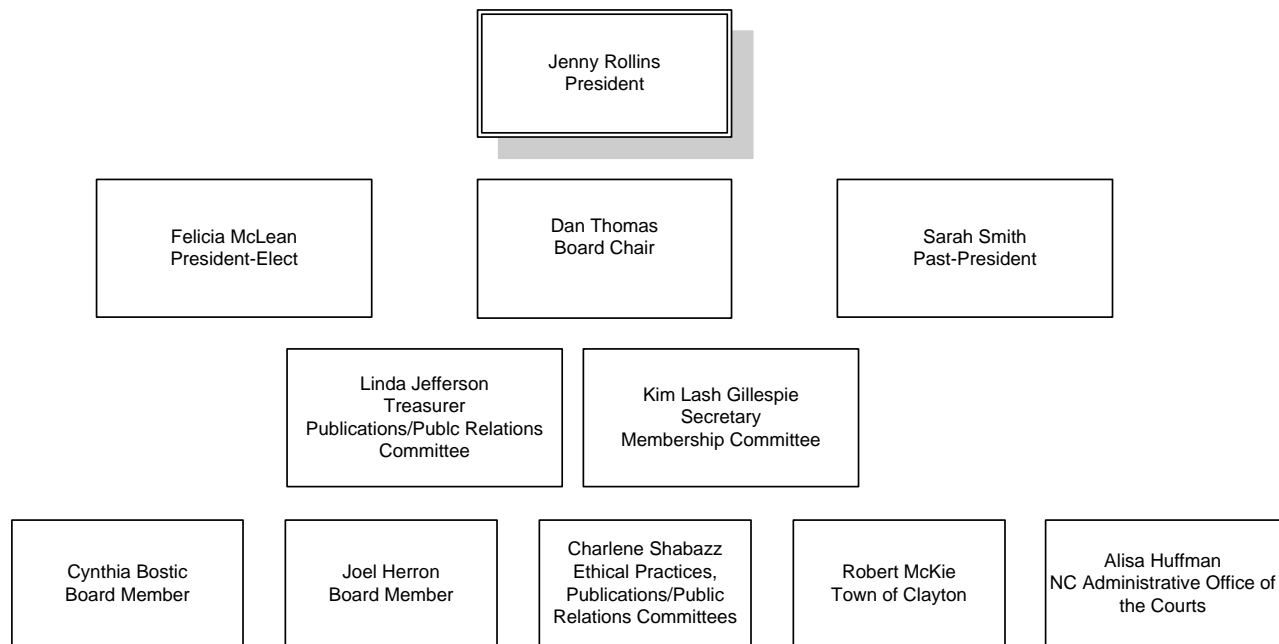 Jenny Rollins
President
Felicia McLean
President-Elect
Dan Thomas
Board Chair
Sarah Smith
Past-President
Linda Jefferson
Treasurer
Publications/Publc Relations
Committee
Kim Lash Gillespie
Secretary
Membership Committee
Cynthia Bostic
Board Member
Joel Herron
Board Member
Charlene Shabazz
Ethical Practices,
Publications/Public
Relations Committees
Robert McKie
Town of Clayton
Alisa Huffman
NC Administrative Office of
the Courts